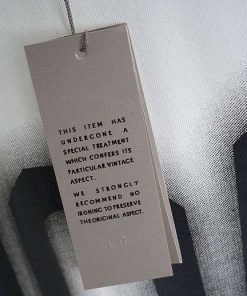 THIS ITEM HAS
UNDERGONE A
SPECIAL TREATMENT
WHICH CONFERS ITS
PARTICULAR VINTAGE
ASPECT.
WE STRONGLY
RECOMMEND NO
IRONING TO PRESERVE
THE ORIGINAL ASPECT.